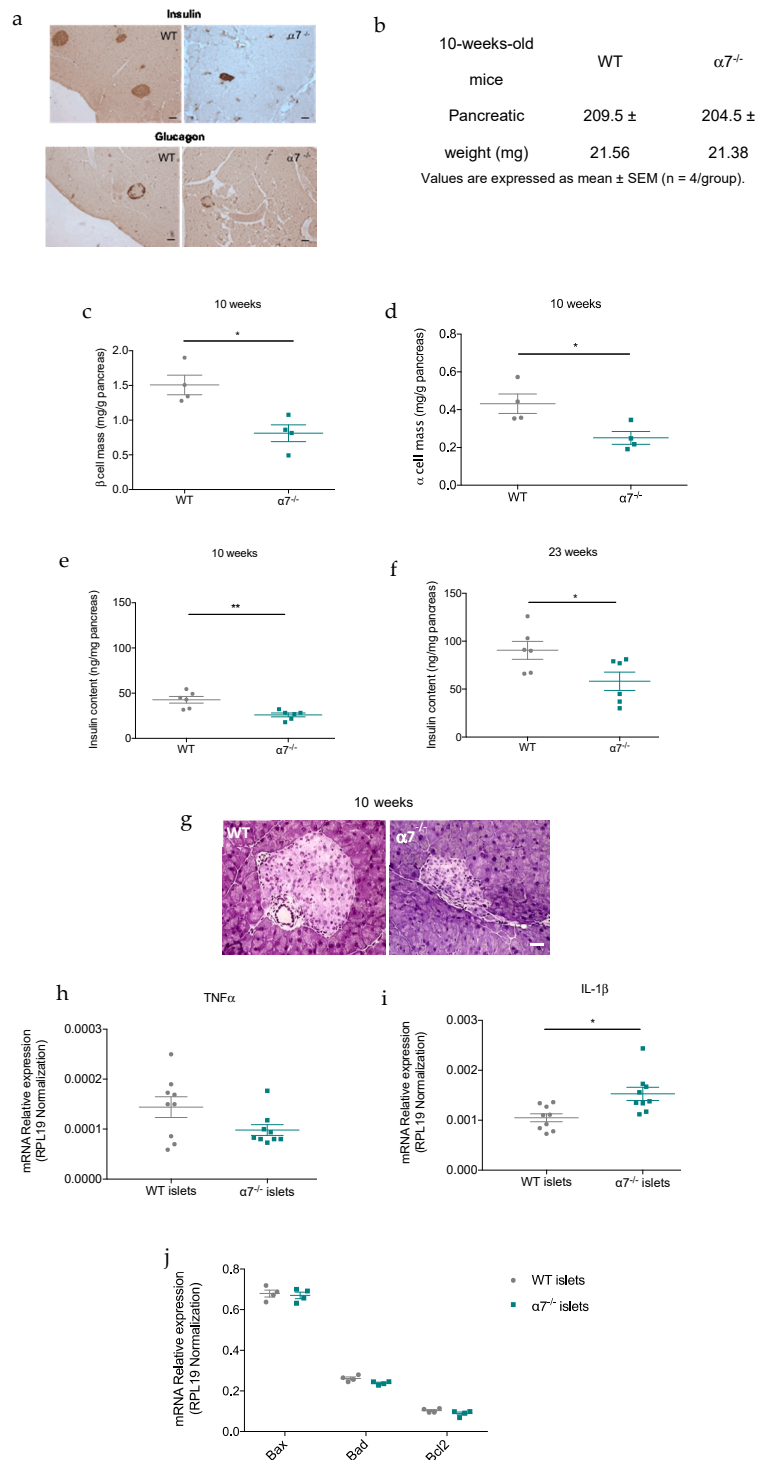 a
Insulin
WT
α7 -/-
Glucagon
WT
α7 -/-
b
10-weeks-old mice
WT
α7-/-
Pancreatic weight (mg)
209.5 ± 21.56
204.5 ± 21.38
Values are expressed as mean ± SEM (n = 4/group).
c
10 weeks
*
β cell mass (mg/g pancreas)
2.0
1.5
1.0
0.5
0.0
WT
α7-/-
d
10 weeks
*
α cell mass (mg/g pancreas)
0.8
0.6
0.4
0.2
0.0
WT
α7-/-
e
10 weeks
**
Insulin content (ng/mg pancreas)
150
100
50
0
WT
α7-/-
f
23 weeks
*
Insulin content (ng/mg pancreas)
150
100
50
0
WT
α7-/-
g
10 weeks
WT
α7-/-
h
TNFα
mRNA Relative expression
(RPL19 Normalization)
0.0003
0.0002
0.0001
0.0000
WT islets
α7-/- islets
i
IL-1β
*
mRNA Relative expression
(RPL19 Normalization)
0.003
0.002
0.001
0.000
WT islets
α7-/- islets
j
mRNA Relative expression
(RPL19 Normalization)
0.8
0.6
0.4
0.2
0.0
Bax
Bad
Bcl2
WT islets
α7-/- islets